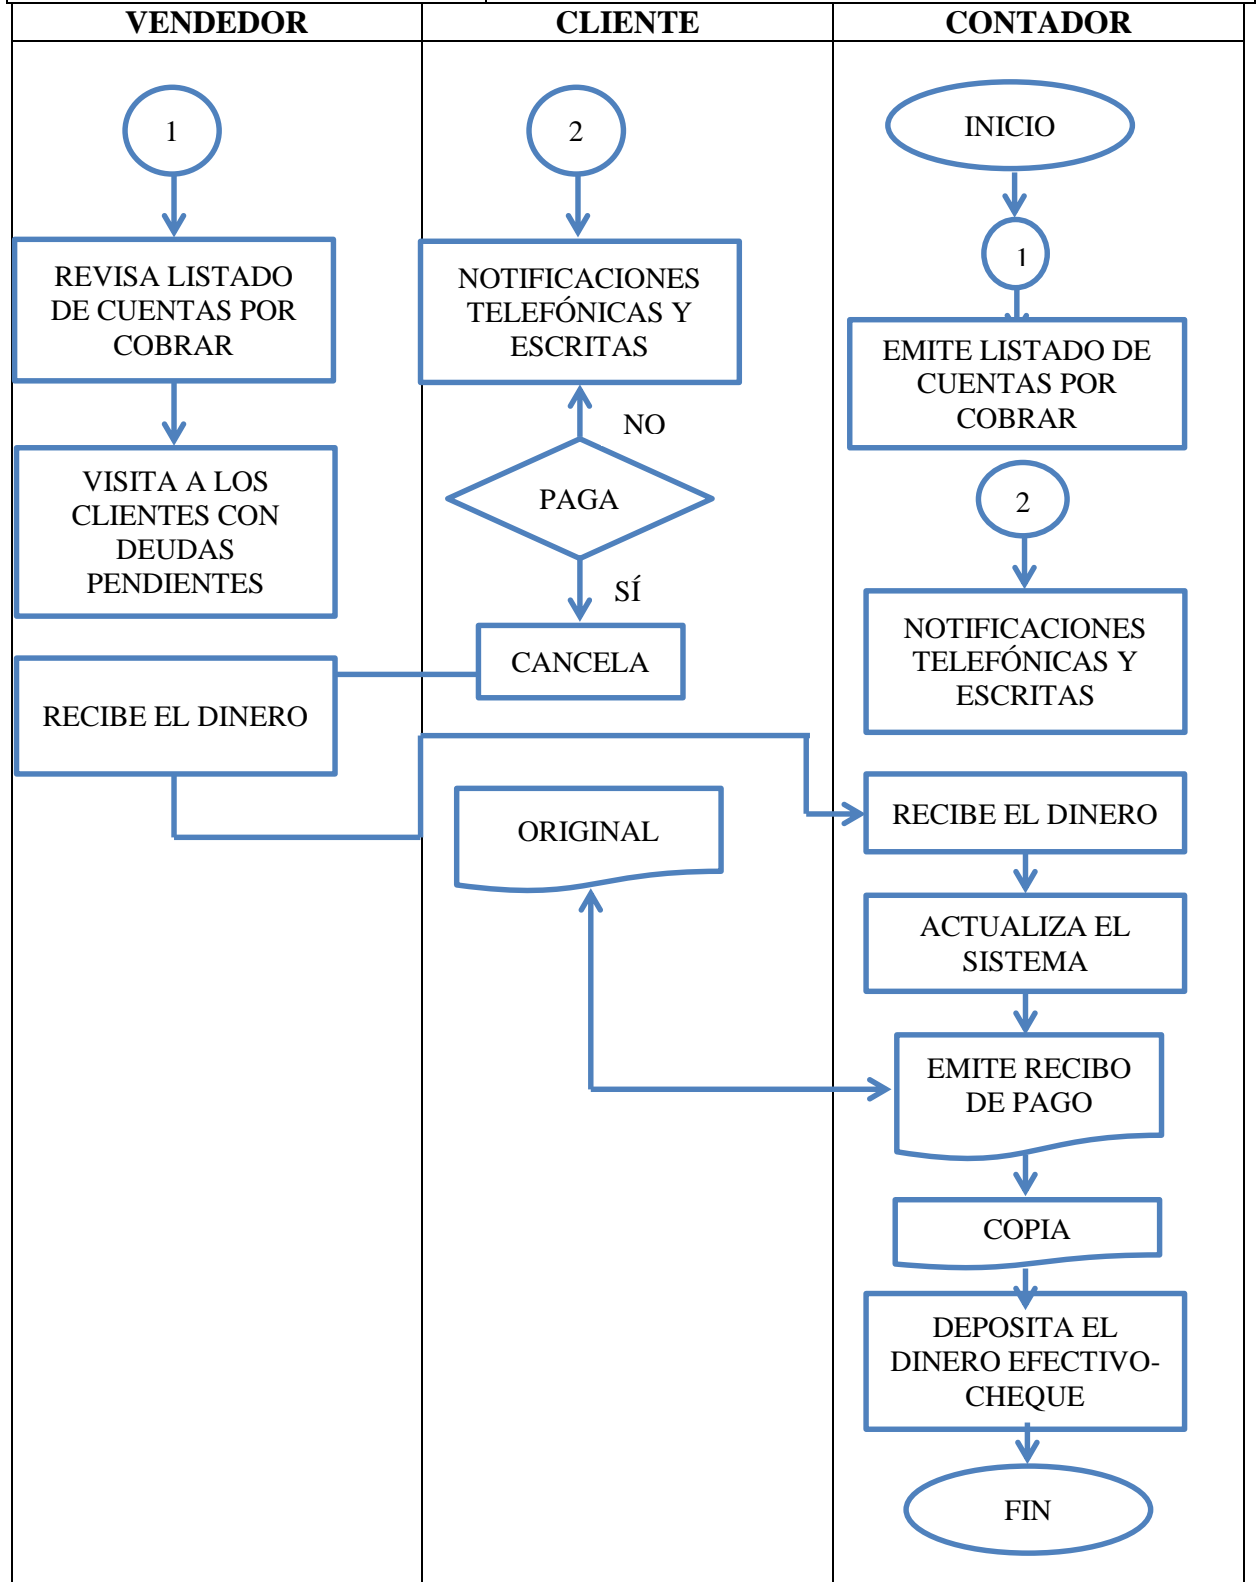 VENDEDOR
CLIENTE
CONTADOR
1
REVISA LISTADO
DE CUENTAS POR
COBRAR
VISITA A LOS
CLIENTES CON
DEUDAS
PENDIENTES
RECIBE EL DINERO
2
NOTIFICACIONES
TELEFÓNICAS Y
ESCRITAS
NO
PAGA
SÍ
CANCELA
ORIGINAL
INICIO
1
EMITE LISTADO DE
CUENTAS POR
COBRAR
2
NOTIFICACIONES
TELEFÓNICAS Y
ESCRITAS
RECIBE EL DINERO
ACTUALIZA EL
SISTEMA
EMITE RECIBO
DE PAGO
COPIA
DEPOSITA EL
DINERO EFECTIVO-
CHEQUE
FIN